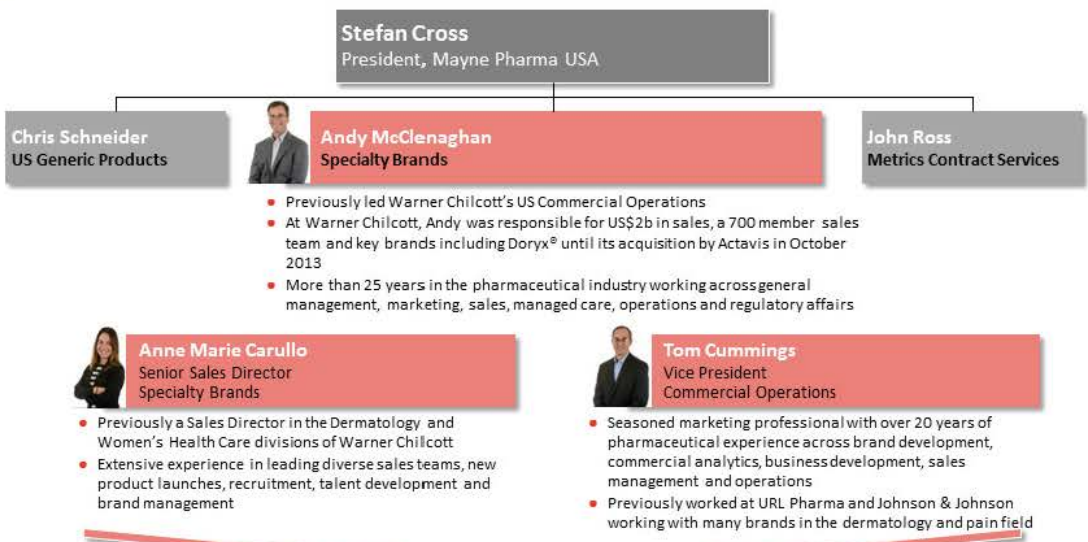 Stefan Cross
President, Mayne Pharma USA
Chris Schneider
US Generic Products
Andy McClenaghan
Specialty Brands
John Ross
Metrics Contract Services
• Previously led Warner Chilcott's US Commercial Operations
• At Warner Chilcott, Andy was responsible for US$2b in sales, a 700 member sales
team and key brands including Doryx® until its acquisition by Actavis in October
2013
• More than 25 years in the pharmaceutical industry working across general
management, marketing, sales, managed care, operations and regulatory affairs
Anne Marie Carullo
Senior Sales Director
Specialty Brands
• Previously a Sales Director in the Dermatology and
Women's Health Care divisions of Warner Chilcott
• Extensive experience in leading diverse sales teams, new
product launches, recruitment, talent development and
brand management
Tom Cummings
Vice President
Commercial Operations
• Seasoned marketing professional with over 20 years of
pharmaceutical experience across brand development,
commercial analytics, business development, sales
management and operations
• Previously worked at URL Pharma and Johnson & Johnson
working with many brands in the dermatology and pain field